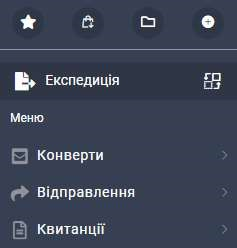 Експедиція
Меню
Конверти
Відправлення
Квитанції